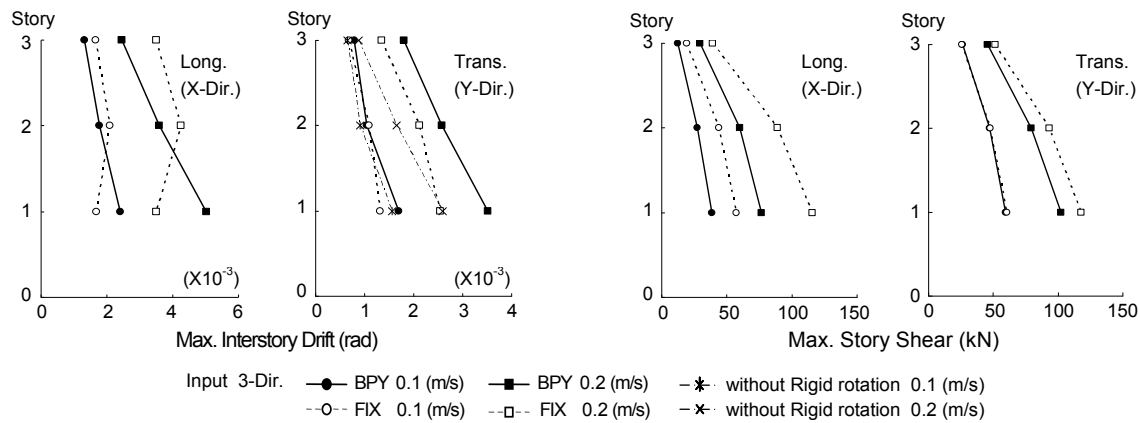 Story
Story
Story
3
2
1
0
Long.
(X-Dir.)
(X10-3)
0
2
4
6
3
2
1
0
Trans.
(Y-Dir.)
(X10-3)
0
1
2
3
4
Max. Interstory Drift (rad)
3
2
1
0
Long.
(X-Dir.)
0
50
100
150
3
2
1
0
Trans.
(Y-Dir.)
0
50
100
150
Max. Story Shear (kN)
Input 3-Dir.
BPY 0.1 (m/s)
BPY 0.2 (m/s)
without Rigid rotation 0.1 (m/s)
FIX 0.1 (m/s)
FIX 0.2 (m/s)
without Rigid rotation 0.2 (m/s)